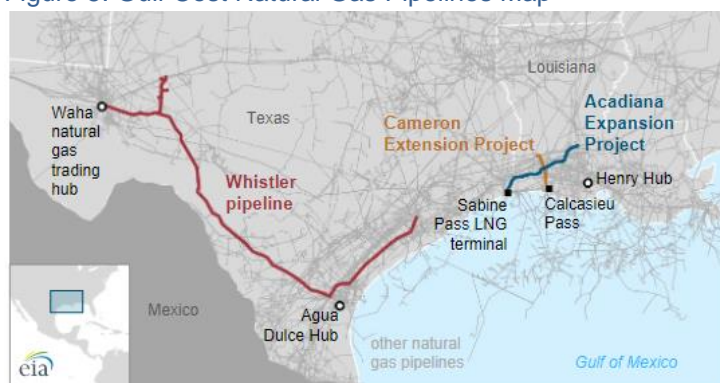 Figure 3. Gulf Cost Natural Gas Pipelines Map
Louisiana
Waha
natural
gas
trading
hub
Texas
Cameron
Extension Project
Acadiana
Expansion
Project
Whistler
pipeline
Henry Hub
Sabine
Pass LNG
terminal
Calcasieu
Pass
Mexico
Agua
Dulce Hub
other natural
gas pipelines
Gulf of Mexico
eia